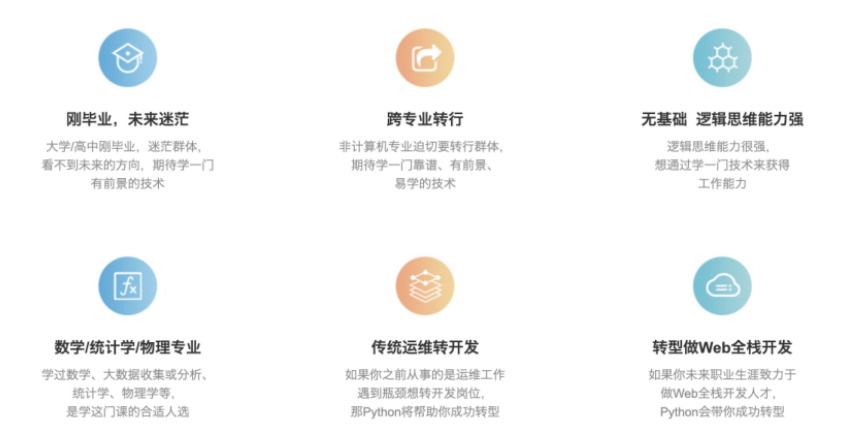 刚毕业，未来迷茫
大学/高中刚毕业，迷茫群体，
看不到未来的方向，期待学一门
有前景的技术
跨专业转行
非计算机专业迫切要转行群体，
期待学一门靠谱、有前景、
易学的技术
无基础 逻辑思维能力强
逻辑思维能力很强，
想通过学一门技术来获得
工作能力
fx
数学/统计学/物理专业
学过数学、大数据收集或分析、
统计学、物理学等，
是学这门课的合适人选
传统运维转开发
如果你之前从事的是运维工作
遇到瓶颈想转开发岗位，
那Python将帮助你成功转型
转型做Web全栈开发
如果你未来职业生涯致力于
做Web全栈开发人才，
Python会带你成功转型